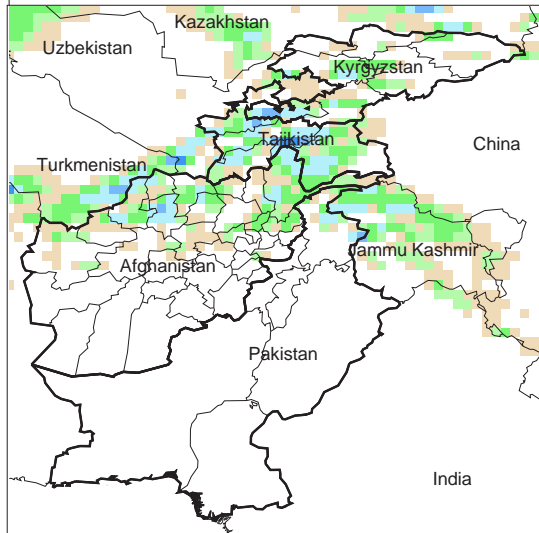 Kazakhstan
Uzbekistan
Kyrgyzstan
Tajikistan
China
Turkmenistan
Jammu Kashmir
Afghanistan
Pakistan
India